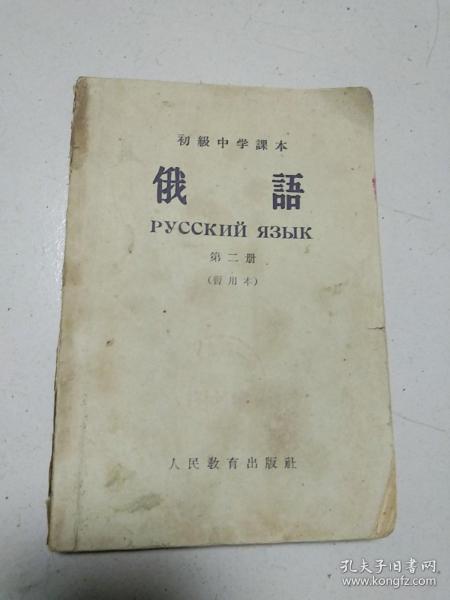 初級中学課本
俄語
РУССКИЙ ЯЗЫК
第二册
(暫用本)
人民教育出版社
孔夫子旧书网
www.kongfz.com